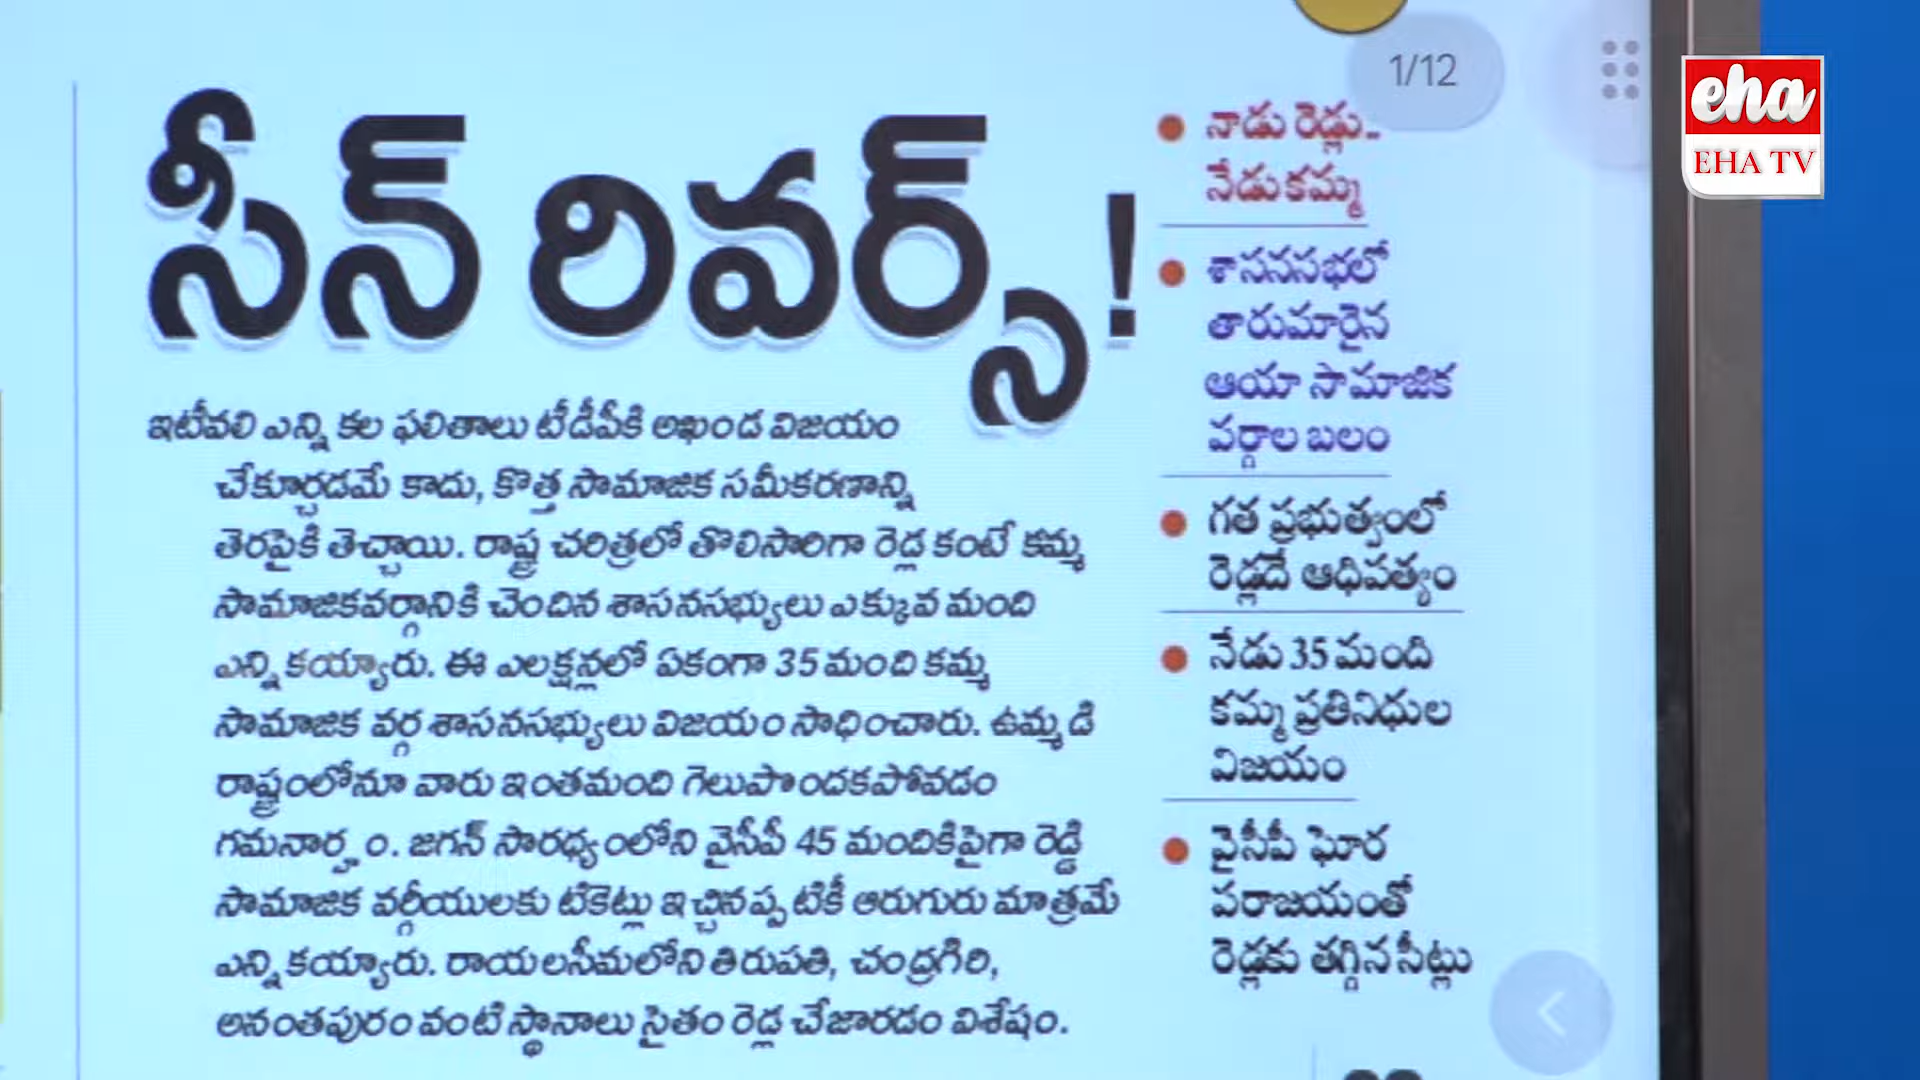 1/12
eha
EHA TV
సీన్ రివర్స్!
ఇటీవలి ఎన్నికల ఫలితాలు టీడీపీకి అఖండ విజయం
చేకూర్చడమే కాదు, కొత్త సామాజిక సమీకరణాన్ని
తెరపైకి తెచ్చాయి. రాష్ట్ర చరిత్రలో తొలిసారిగా రెడ్ల కంటే కమ్మ
సామాజికవర్గానికి చెందిన శాసనసభ్యులు ఎక్కువ మంది
ఎన్నికయ్యారు. ఈ ఎలక్షన్లలో ఏకంగా 35 మంది కమ్మ
సామాజిక వర్గ శాసనసభ్యులు విజయం సాధించారు. ఉమ్మడి
రాష్ట్రంలోనూ వారు ఇంతమంది గెలుపొందకపోవడం
గమనార్హం. జగన్ సారథ్యంలోని వైసీపీ 45 మందికిపైగా రెడ్డి
సామాజిక వర్గీయులకు టికెట్లు ఇచ్చినప్పటికీ ఆరుగురు మాత్రమే
ఎన్నికయ్యారు. రాయలసీమలోని తిరుపతి, చంద్రగిరి,
అనంతపురం వంటి స్థానాలు సైతం రెడ్ల చేజారడం విశేషం.
• నాడు రెడ్లు..
నేడు కమ్మ
• శాసనసభలో
తారుమారైన
ఆయా సామాజిక
వర్గాల బలం
• గత ప్రభుత్వంలో
రెడ్లదే ఆధిపత్యం
• నేడు 35 మంది
కమ్మ ప్రతినిధుల
విజయం
• వైసీపీ ఘోర
పరాజయంతో
రెడ్లకు తగ్గిన సీట్లు